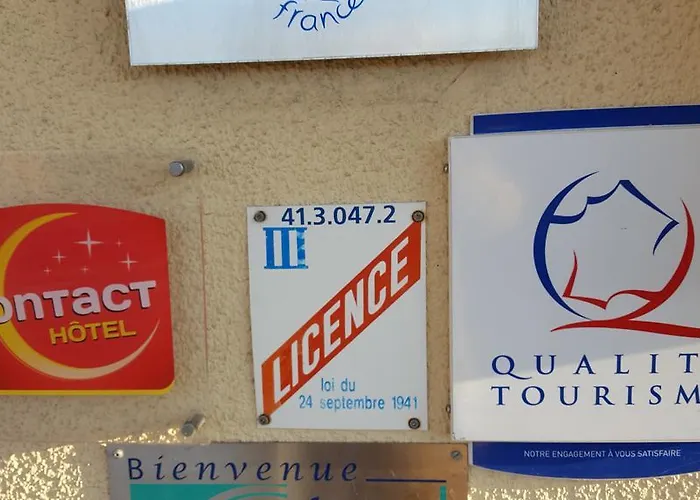 france
41.3.047.2
III
LICENCE
loi du
24 septembre 1941
ontact
HÔTEL
QUALIT
TOURISM
NOTRE ENGAGEMENT À VOUS SATISFAIRE
Bienvenue